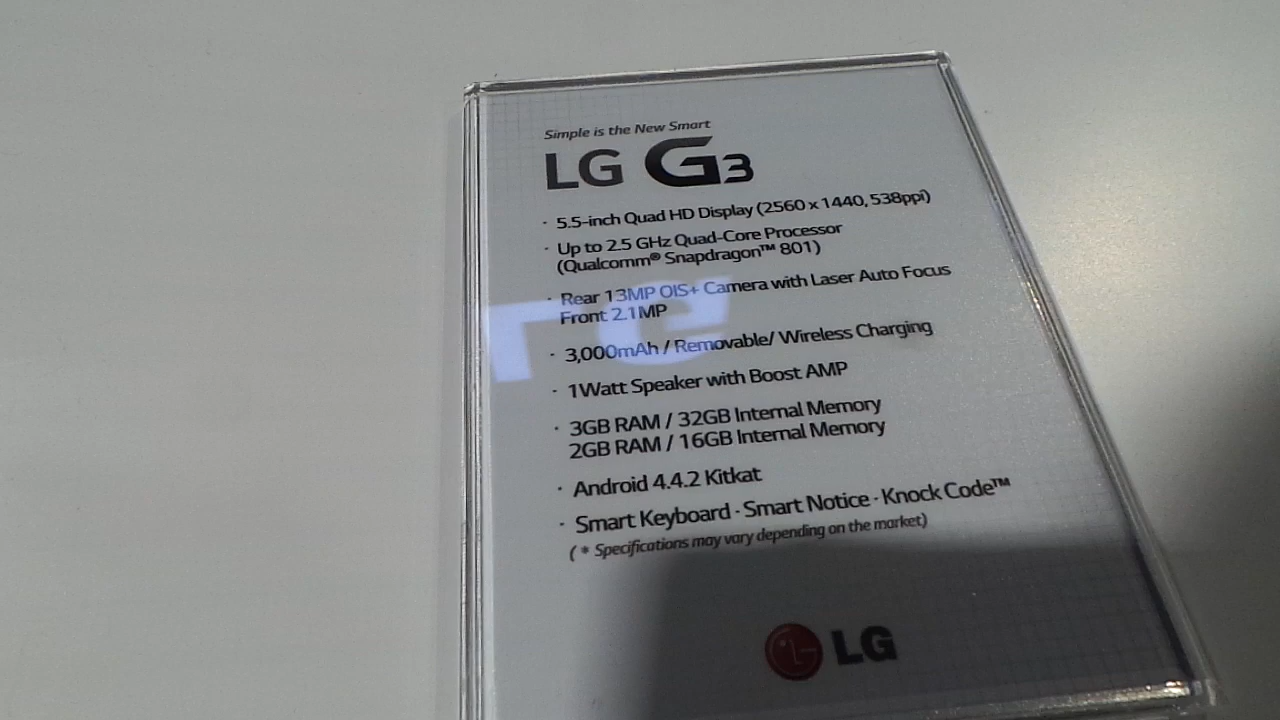 Simple is the New Smart
LG G3
· 5.5-inch Quad HD Display (2560 x 1440, 538ppi)
· Up to 2.5 GHz Quad-Core Processor
(Qualcomm® Snapdragon™ 801)
· Rear 13MP OIS+ Camera with Laser Auto Focus
Front 2.1MP
· 3,000mAh / Removable/ Wireless Charging
· 1Watt Speaker with Boost AMP
· 3GB RAM / 32GB Internal Memory
2GB RAM / 16GB Internal Memory
· Android 4.4.2 Kitkat
· Smart Keyboard · Smart Notice · Knock Code™
( * Specifications may vary depending on the market)
LG